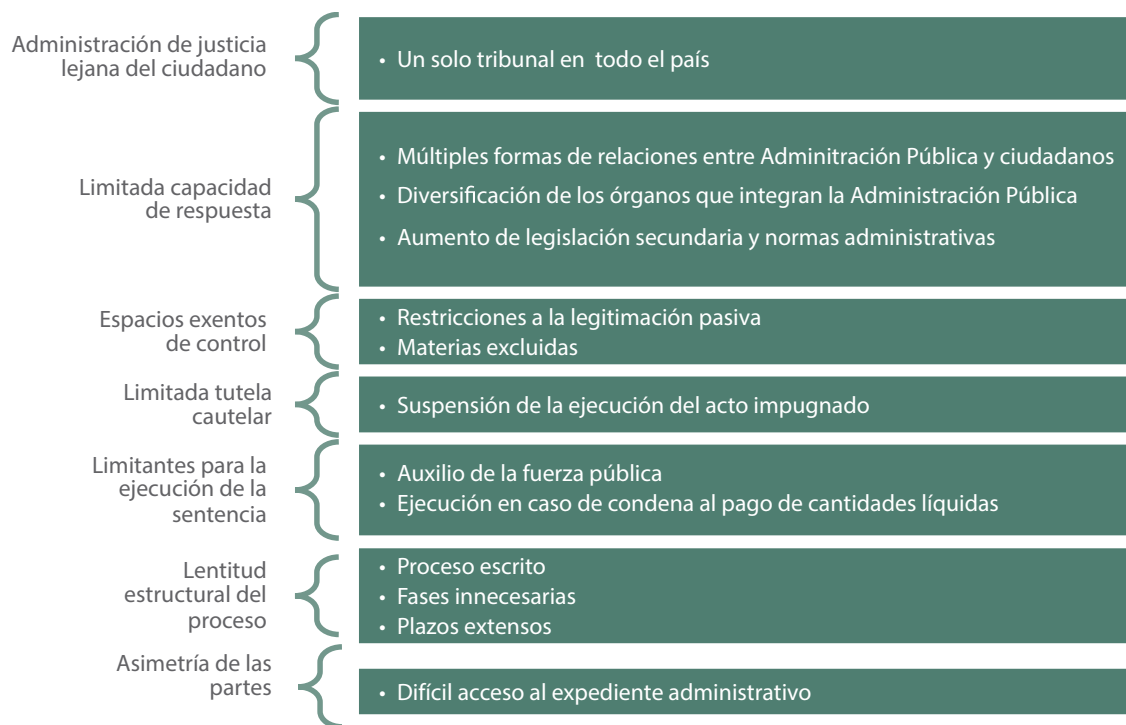 Administración de justicia
lejana del ciudadano
• Un solo tribunal en todo el país
Limitada capacidad
de respuesta
• Múltiples formas de relaciones entre Adminitración Pública y ciudadanos
• Diversificación de los órganos que integran la Administración Pública
• Aumento de legislación secundaria y normas administrativas
Espacios exentos
de control
• Restricciones a la legitimación pasiva
• Materias excluidas
Limitada tutela
cautelar
• Suspensión de la ejecución del acto impugnado
Limitantes para la
ejecución de la
sentencia
• Auxilio de la fuerza pública
• Ejecución en caso de condena al pago de cantidades líquidas
Lentitud
estructural del
proceso
• Proceso escrito
• Fases innecesarias
• Plazos extensos
Asimetría de las
partes
• Difícil acceso al expediente administrativo